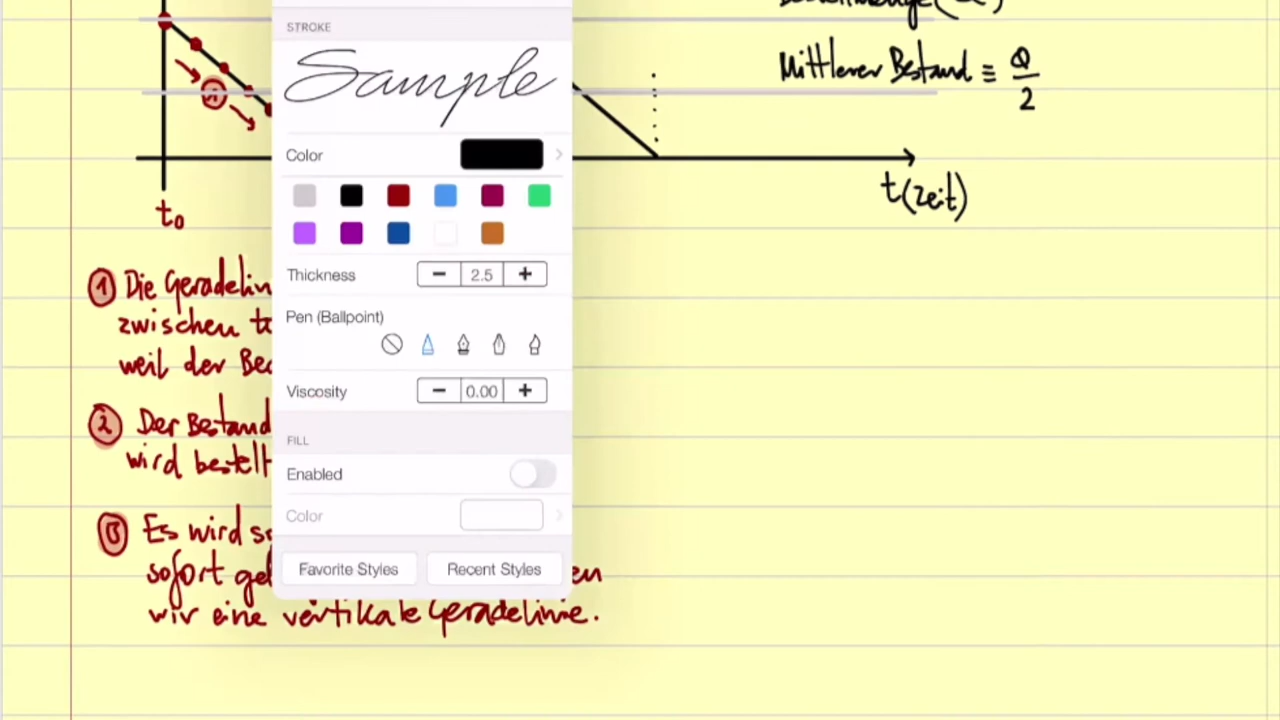 STROKE
Sample
Mittlerer Bestand ≡ Q/2
Color
t(zeit)
t₀
① Die Geradelin
zwischen
weil der
Thickness
2.5
Pen (Ballpoint)
Viscosity
0.00
② Der Bestand
wird bestellt
FILL
Enabled
Color
③ Es wird
sofort
en
Favorite Styles
Recent Styles
wir eine vertikale Geradelinie.